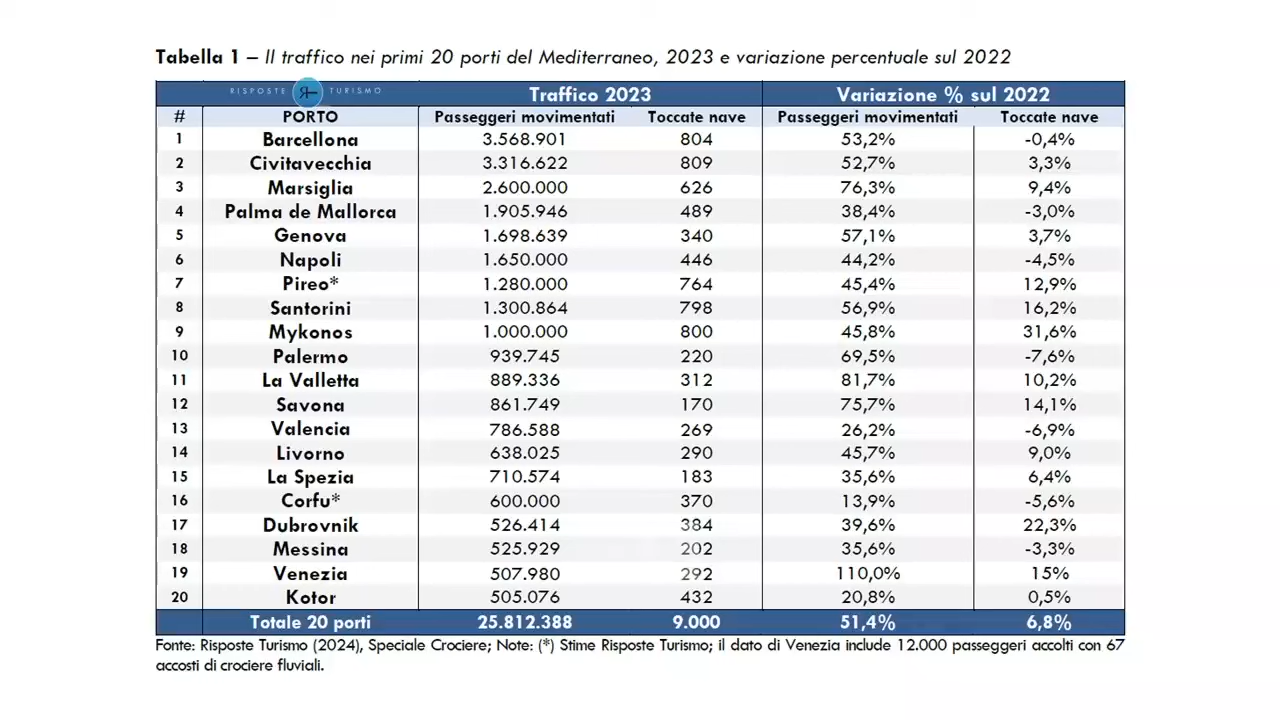 Tabella 1 – Il traffico nei primi 20 porti del Mediterraneo, 2023 e variazione percentuale sul 2022
RISPOSTE TURISMO Traffico 2023 Variazione % sul 2022
# PORTO Passeggeri movimentati Toccate nave Passeggeri movimentati Toccate nave
1 Barcellona 3.568.901 804 53,2% -0,4%
2 Civitavecchia 3.316.622 809 52,7% 3,3%
3 Marsiglia 2.600.000 626 76,3% 9,4%
4 Palma de Mallorca 1.905.946 489 38,4% -3,0%
5 Genova 1.698.639 340 57,1% 3,7%
6 Napoli 1.650.000 446 44,2% -4,5%
7 Pireo* 1.280.000 764 45,4% 12,9%
8 Santorini 1.300.864 798 56,9% 16,2%
9 Mykonos 1.000.000 800 45,8% 31,6%
10 Palermo 939.745 220 69,5% -7,6%
11 La Valletta 889.336 312 81,7% 10,2%
12 Savona 861.749 170 75,7% 14,1%
13 Valencia 786.588 269 26,2% -6,9%
14 Livorno 638.025 290 45,7% 9,0%
15 La Spezia 710.574 183 35,6% 6,4%
16 Corfu* 600.000 370 13,9% -5,6%
17 Dubrovnik 526.414 384 39,6% 22,3%
18 Messina 525.929 202 35,6% -3,3%
19 Venezia 507.980 292 110,0% 15%
20 Kotor 505.076 432 20,8% 0,5%
Totale 20 porti 25.812.388 9.000 51,4% 6,8%
Fonte: Risposte Turismo (2024), Speciale Crociere; Note: (*) Stime Risposte Turismo; il dato di Venezia include 12.000 passeggeri accolti con 67
accosti di crociere fluviali.